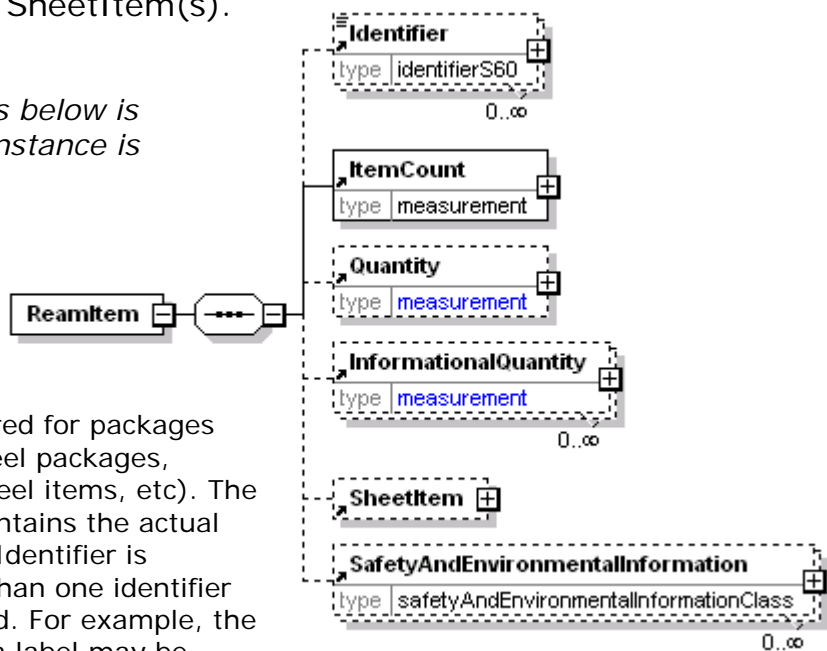 SheetItem(s).
s below is
nstance is
red for packages
eel packages,
eel items, etc). The
ntains the actual
Identifier is
han one identifier
d. For example, the
label may be
ReamItem
Identifier
type identifierS60
0..∞
ItemCount
type measurement
Quantity
type measurement
InformationalQuantity
type measurement
0..∞
SheetItem
SafetyAndEnvironmentalInformation
type safetyAndEnvironmentalInformationClass
0..∞